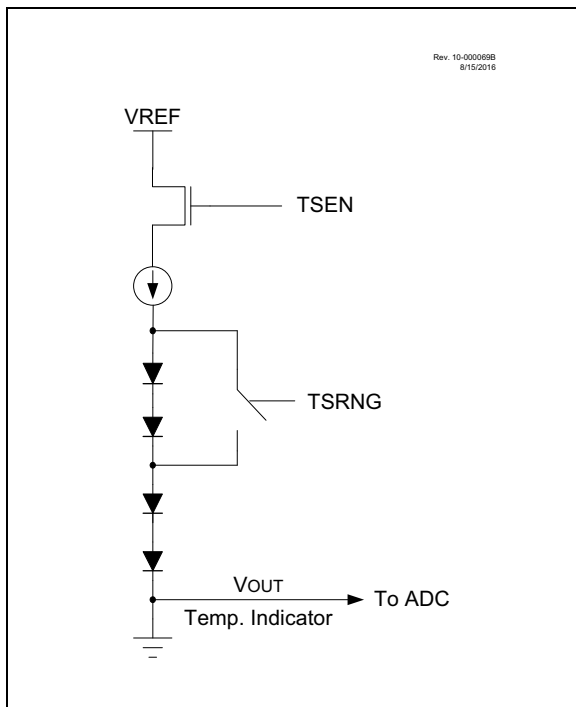 Rev. 10-000069B
8/15/2016
VREF
TSEN
TSRNG
VOUT
To ADC
Temp. Indicator